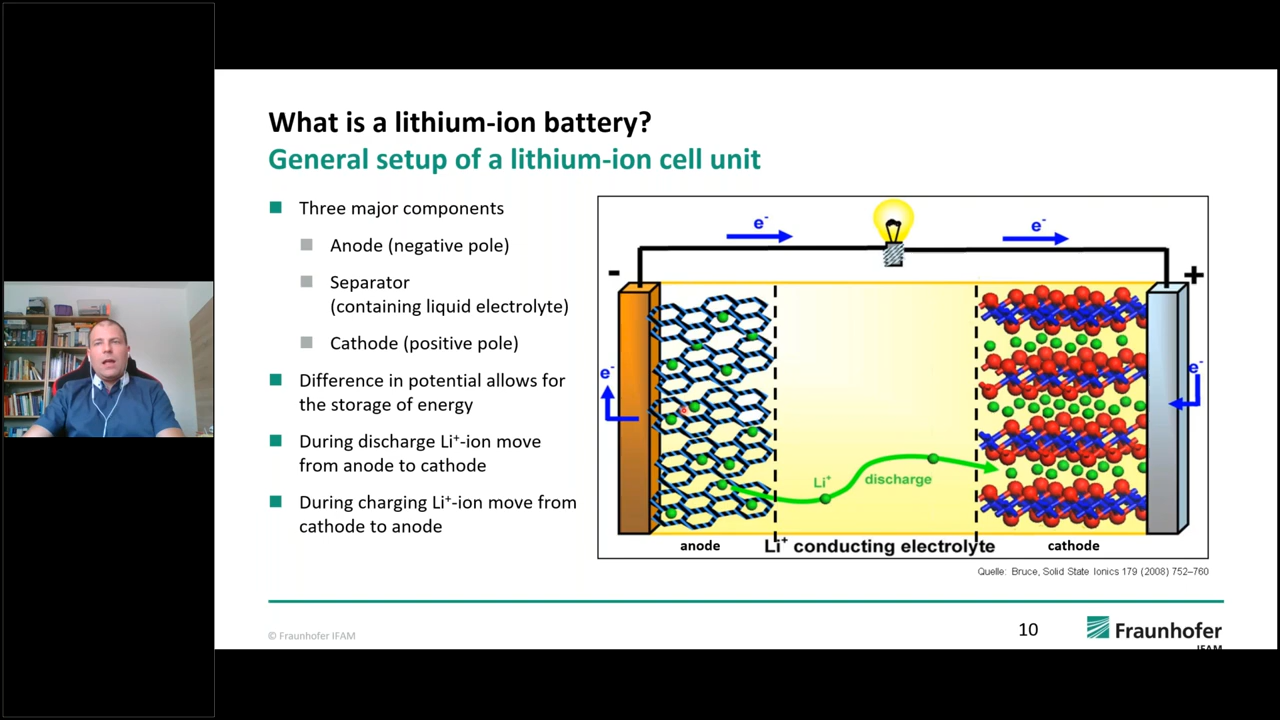 What is a lithium-ion battery?
General setup of a lithium-ion cell unit
Three major components
Anode (negative pole)
Separator
(containing liquid electrolyte)
Cathode (positive pole)
Difference in potential allows for
the storage of energy
During discharge Li⁺-ion move
from anode to cathode
During charging Li⁺-ion move from
cathode to anode
e⁻
e⁻
-
+
e⁻
e⁻
Li⁺
discharge
anode
Li⁺ conducting electrolyte
cathode
Quelle: Bruce, Solid State Ionics 179 (2008) 752–760
© Fraunhofer IFAM
10
Fraunhofer
IFAM